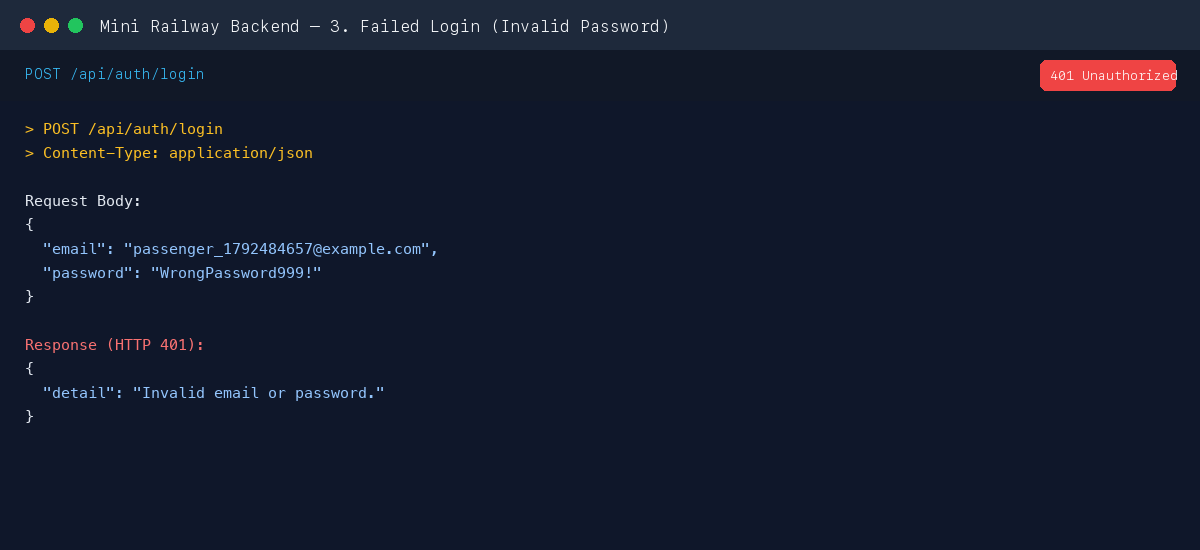 Mini Railway Backend — 3. Failed Login (Invalid Password)
POST /api/auth/login
401 Unauthorized
> POST /api/auth/login
> Content-Type: application/json
Request Body:
{
  "email": "passenger_1792484657@example.com",
  "password": "WrongPassword999!"
}
Response (HTTP 401):
{
  "detail": "Invalid email or password."
}